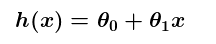 h(x) = θ₀ + θ₁x